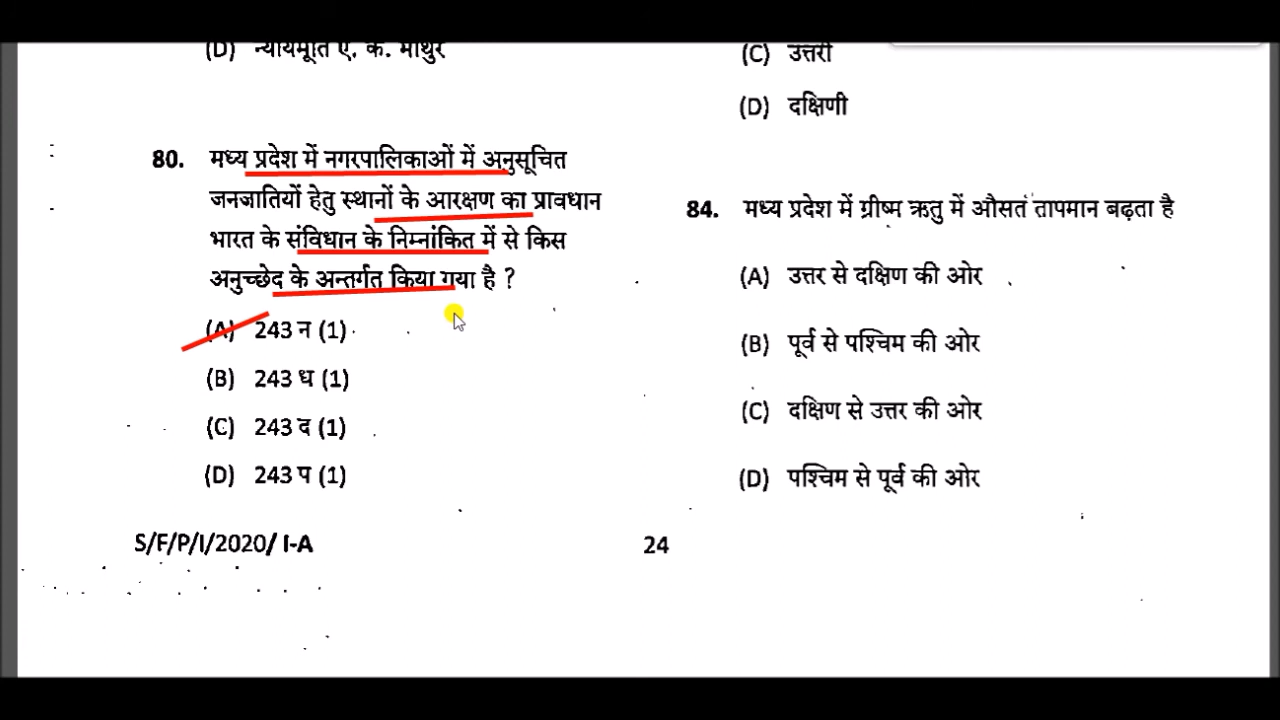 (D) न्यायमूर्ति ए. के. माथुर
80. मध्य प्रदेश में नगरपालिकाओं में अनुसूचित
जनजातियों हेतु स्थानों के आरक्षण का प्रावधान
भारत के संविधान के निम्नांकित में से किस
अनुच्छेद के अन्तर्गत किया गया है ?
(A) 243 न (1)
(B) 243 ध (1)
(C) 243 द (1)
(D) 243 प (1)
S/F/P/I/2020/ I-A
24
(C) उत्तरी
(D) दक्षिणी
84. मध्य प्रदेश में ग्रीष्म ऋतु में औसत तापमान बढ़ता है
(A) उत्तर से दक्षिण की ओर
(B) पूर्व से पश्चिम की ओर
(C) दक्षिण से उत्तर की ओर
(D) पश्चिम से पूर्व की ओर